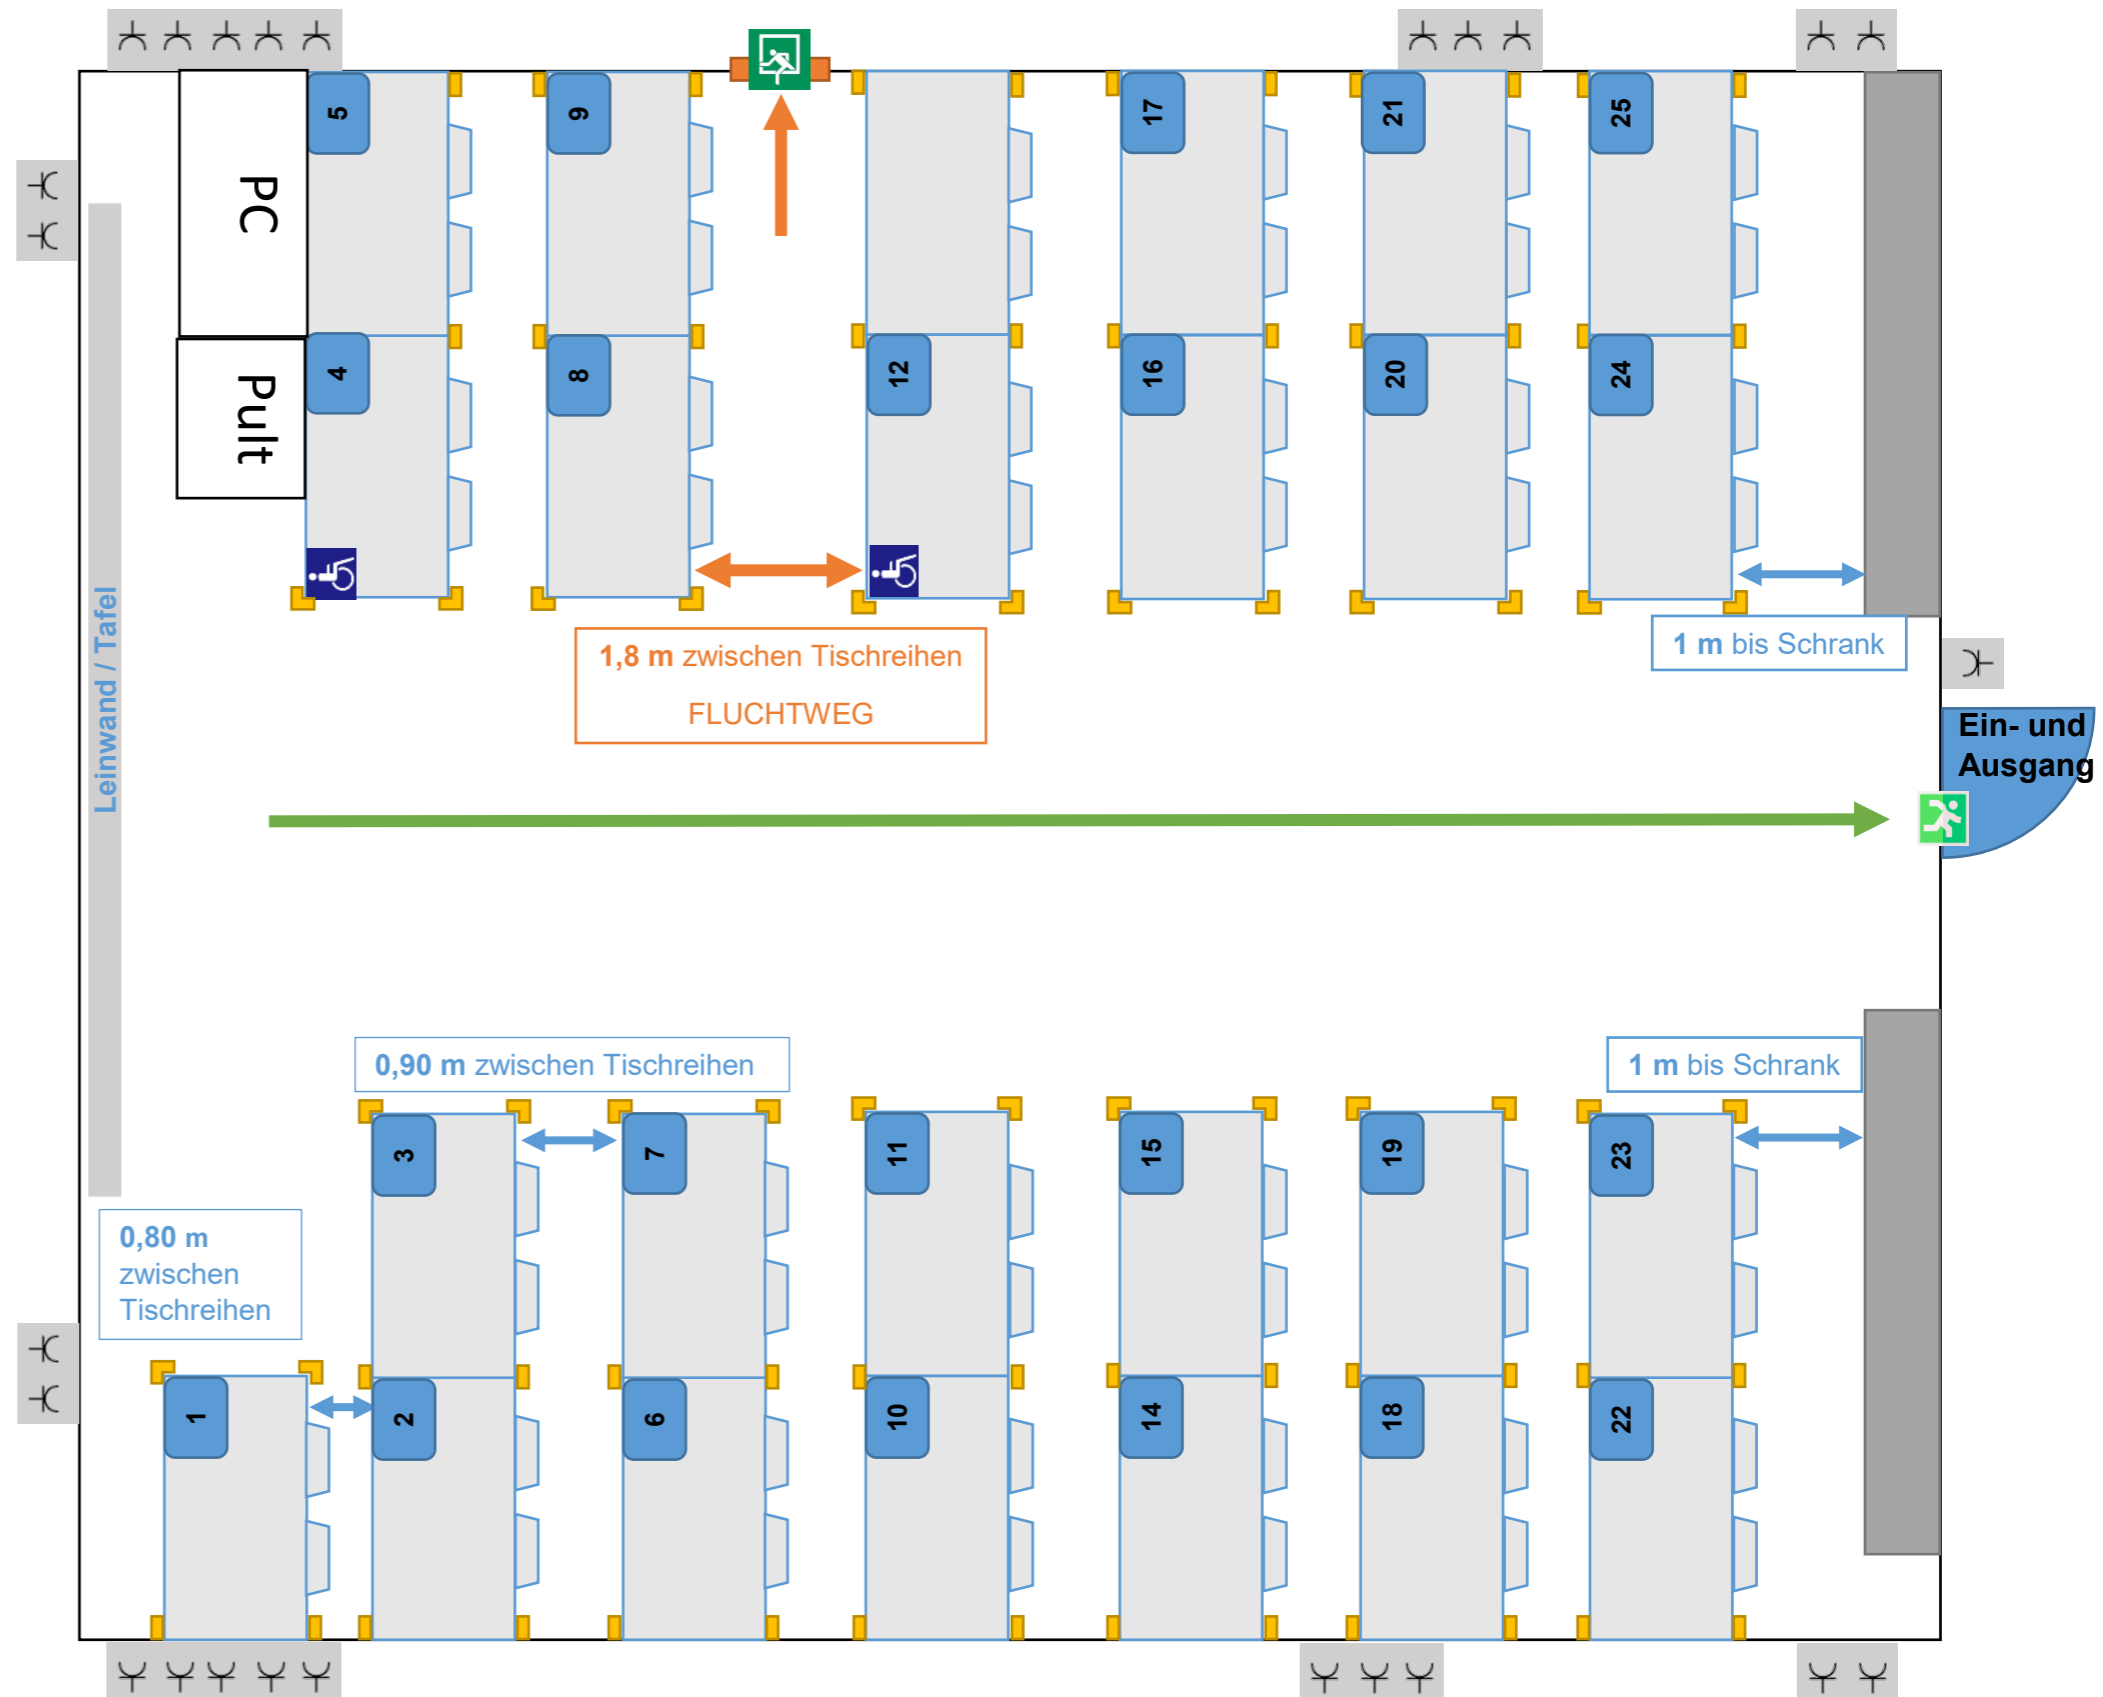 5
9
17
21
25
PC
4
8
12
16
20
24
Pult
1,8 m zwischen Tischreihen
FLUCHTWEG
1 m bis Schrank
Leinwand / Tafel
Ein- und
Ausgang
0,90 m zwischen Tischreihen
1 m bis Schrank
3
7
11
15
19
23
0,80 m
zwischen
Tischreihen
1
2
6
10
14
18
22